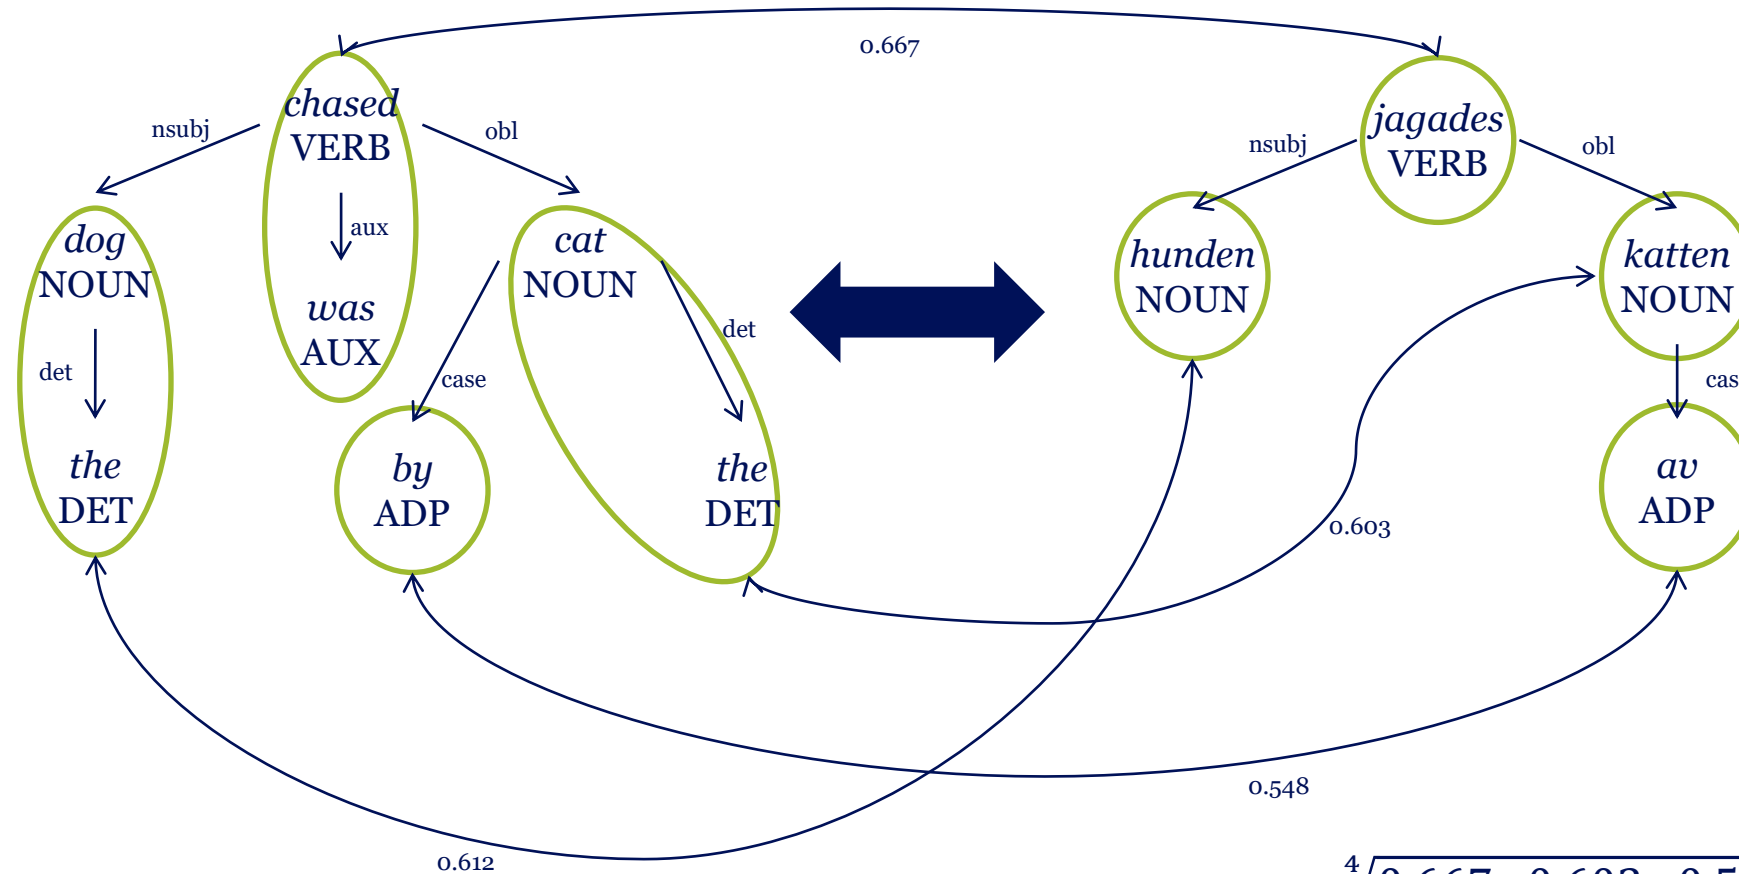 0.667
chased
VERB
nsubj
obl
aux
was
AUX
dog
NOUN
det
the
DET
cat
NOUN
case
det
by
ADP
the
DET
jagades
VERB
nsubj
obl
hunden
NOUN
katten
NOUN
cas
av
ADP
0.603
0.548
0.612